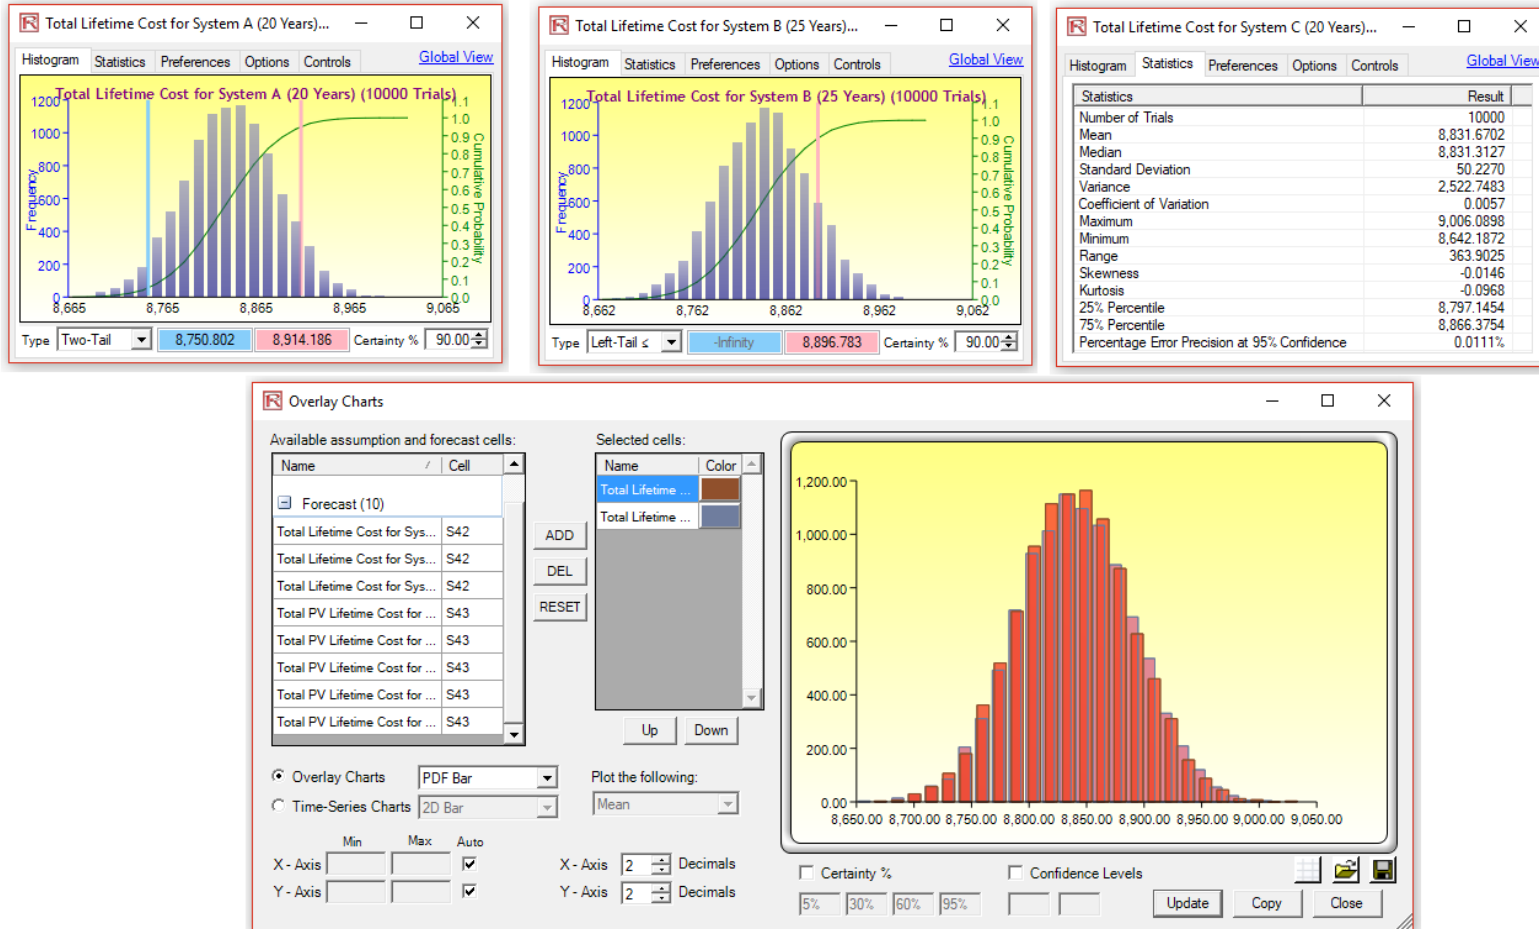 Total Lifetime Cost for System A (20 Years)...
Histogram Statistics Preferences Options Controls Global View
Total Lifetime Cost for System A (20 Years) (10000 Trials)
Frequency
1200
1000
800
600
400
200
0
1.1
1.0
0.9
0.8
0.7
0.6
0.5
0.4
0.3
0.2
0.1
0.0
Cumulative Probability
8,665 8,765 8,865 8,965 9,065
Type Two-Tail 8,750.802 8,914.186 Certainty % 90.00
Total Lifetime Cost for System B (25 Years)...
Histogram Statistics Preferences Options Controls Global View
Total Lifetime Cost for System B (25 Years) (10000 Trials)
Frequency
1200
1000
800
600
400
200
0
1.1
1.0
0.9
0.8
0.7
0.6
0.5
0.4
0.3
0.2
0.1
0.0
Cumulative Probability
8,662 8,762 8,862 8,962 9,062
Type Left-Tail ≤ -Infinity 8,896.783 Certainty % 90.00
Total Lifetime Cost for System C (20 Years)...
Histogram Statistics Preferences Options Controls Global View
Statistics Result
Number of Trials 10000
Mean 8,831.6702
Median 8,831.3127
Standard Deviation 50.2270
Variance 2,522.7483
Coefficient of Variation 0.0057
Maximum 9,006.0898
Minimum 8,642.1872
Range 363.9025
Skewness -0.0146
Kurtosis -0.0968
25% Percentile 8,797.1454
75% Percentile 8,866.3754
Percentage Error Precision at 95% Confidence 0.0111%
Overlay Charts
Available assumption and forecast cells:
Name Cell
Forecast (10)
Total Lifetime Cost for Sys... S42
Total Lifetime Cost for Sys... S42
Total Lifetime Cost for Sys... S42
Total PV Lifetime Cost for ... S43
Total PV Lifetime Cost for ... S43
Total PV Lifetime Cost for ... S43
Total PV Lifetime Cost for ... S43
Total PV Lifetime Cost for ... S43
ADD
DEL
RESET
Selected cells:
Name Color
Total Lifetime ...
Total Lifetime ...
Up Down
Overlay Charts PDF Bar
Time-Series Charts 2D Bar
Plot the following:
Mean
Min Max Auto
X - Axis
Y - Axis
X - Axis 2 Decimals
Y - Axis 2 Decimals
1,200.00
1,000.00
800.00
600.00
400.00
200.00
0.00
8,650.00 8,700.00 8,750.00 8,800.00 8,850.00 8,900.00 8,950.00 9,000.00 9,050.00
Certainty % Confidence Levels
5% 30% 60% 95%
Update Copy Close